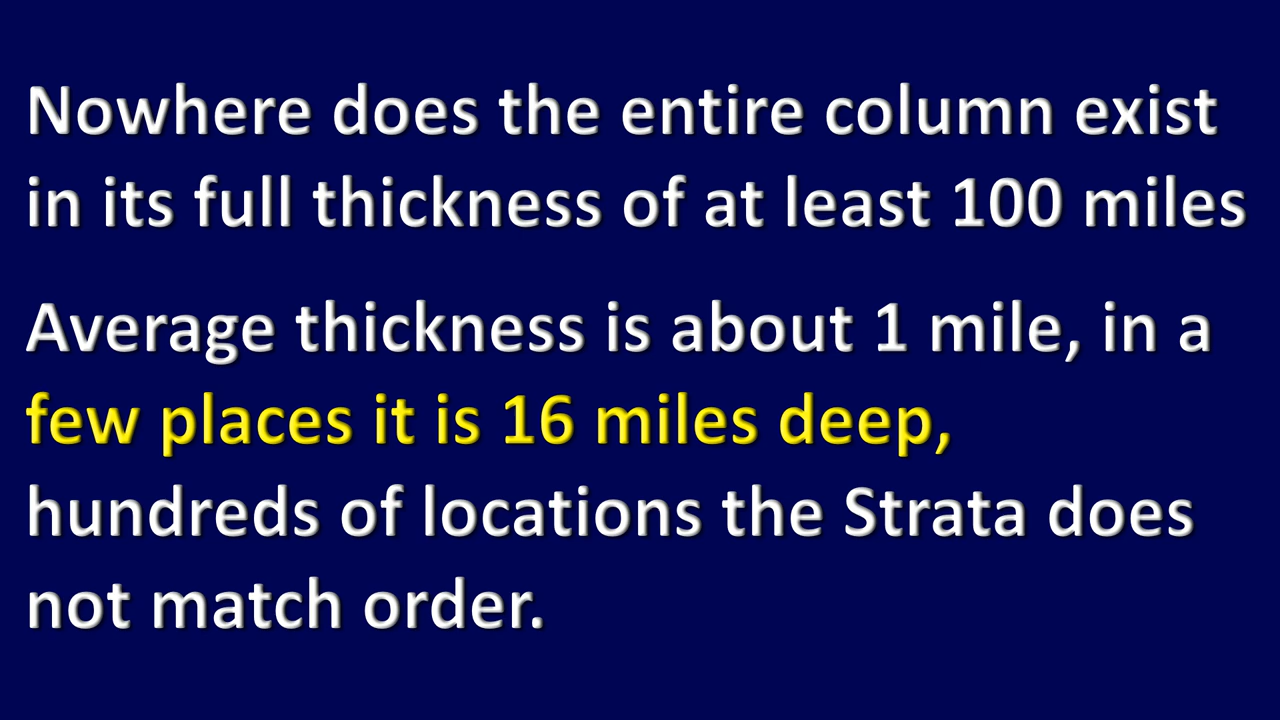 Nowhere does the entire column exist
in its full thickness of at least 100 miles
Average thickness is about 1 mile, in a
few places it is 16 miles deep,
hundreds of locations the Strata does
not match order.